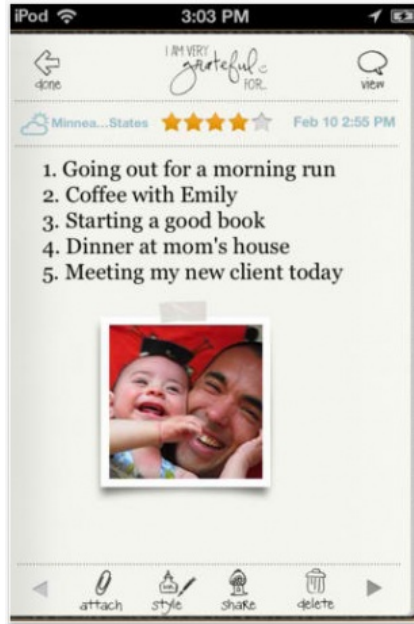 iPod 3:03 PM
I AM VERY
grateful
FOR...
done
view
Minnea...States Feb 10 2:55 PM
1. Going out for a morning run
2. Coffee with Emily
3. Starting a good book
4. Dinner at mom's house
5. Meeting my new client today
attach style share delete